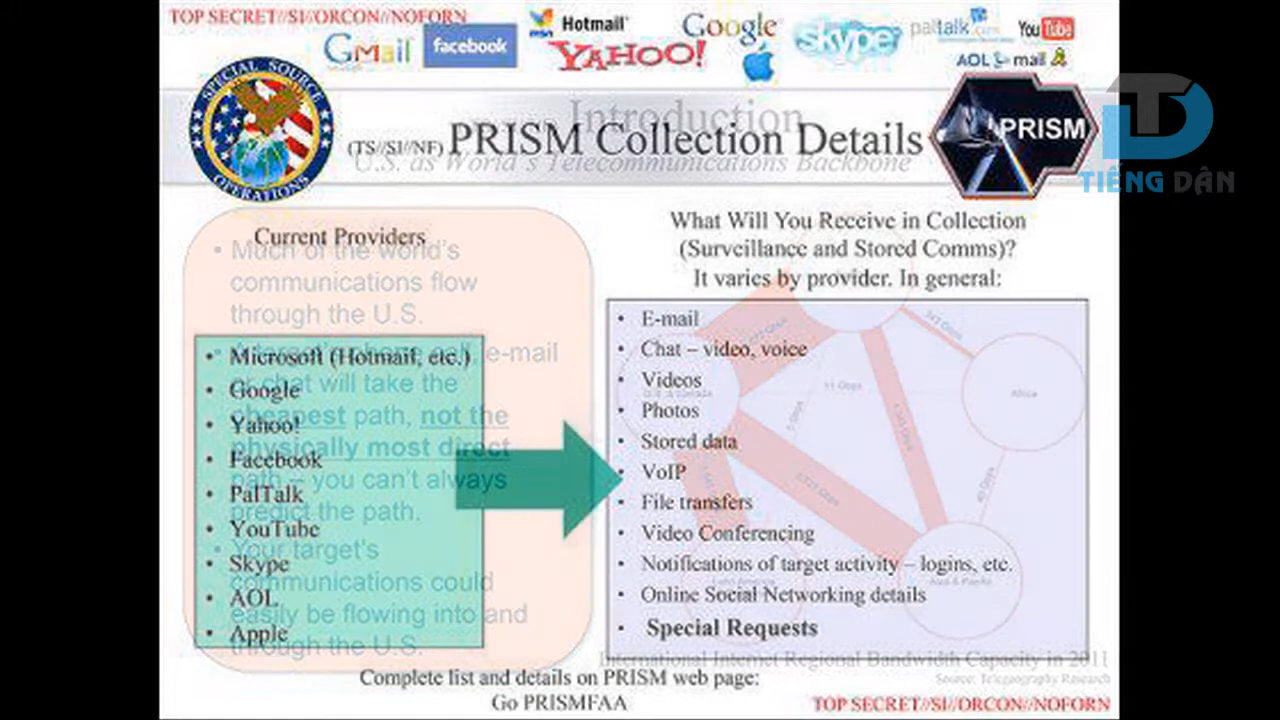 TOP SECRET//SI//ORCON//NOFORN
Gmail
facebook
msn
Hotmail
YAHOO!
Google
skype
paltalk.com
YouTube
AOL mail
SPECIAL SOURCE
OPERATIONS
Introduction
(TS//SI//NF) PRISM Collection Details
U.S. as World's Telecommunications Backbone
PRISM
TIẾNG DÂN
Current Providers
• Much of the world's
communications flow
through the U.S.
• A target's phone call, e-mail
or chat will take the
cheapest path, not the
physically most direct
path – you can't always
predict the path.
• Your target's
communications could
easily be flowing into and
through the U.S.
• Microsoft (Hotmail, etc.)
• Google
• Yahoo!
• Facebook
• PalTalk
• YouTube
• Skype
• AOL
• Apple
What Will You Receive in Collection
(Surveillance and Stored Comms)?
It varies by provider. In general:
• E-mail
• Chat – video, voice
• Videos
• Photos
• Stored data
• VoIP
• File transfers
• Video Conferencing
• Notifications of target activity – logins, etc.
• Online Social Networking details
• Special Requests
Africa
11 Gbps
40 Gbps
Asia & Pacific
International Internet Regional Bandwidth Capacity in 2011
Source: Telegeography Research
Complete list and details on PRISM web page:
Go PRISMFAA
TOP SECRET//SI//ORCON//NOFORN